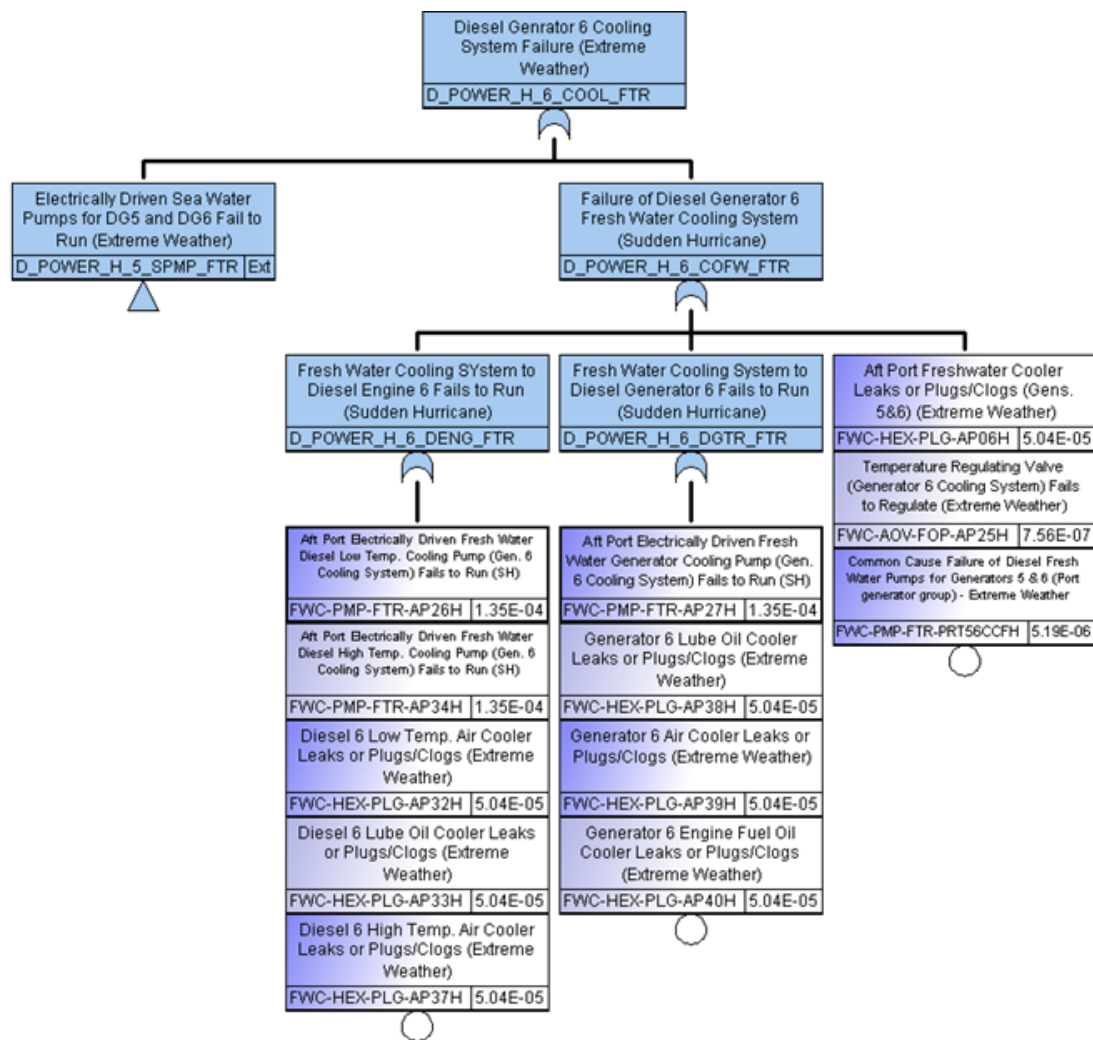 Diesel Genrator 6 Cooling
System Failure (Extreme
Weather)
D_POWER_H_6_COOL_FTR
Electrically Driven Sea Water
Pumps for DG5 and DG6 Fail to
Run (Extreme Weather)
D_POWER_H_5_SPMP_FTR Ext
Failure of Diesel Generator 6
Fresh Water Cooling System
(Sudden Hurricane)
D_POWER_H_6_COFW_FTR
Fresh Water Cooling SYstem to
Diesel Engine 6 Fails to Run
(Sudden Hurricane)
D_POWER_H_6_DENG_FTR
Aft Port Electrically Driven Fresh Water
Diesel Low Temp. Cooling Pump (Gen. 6
Cooling System) Fails to Run (SH)
FWC-PMP-FTR-AP26H 1.35E-04
Aft Port Electrically Driven Fresh Water
Diesel High Temp. Cooling Pump (Gen. 6
Cooling System) Fails to Run (SH)
FWC-PMP-FTR-AP34H 1.35E-04
Diesel 6 Low Temp. Air Cooler
Leaks or Plugs/Clogs (Extreme
Weather)
FWC-HEX-PLG-AP32H 5.04E-05
Diesel 6 Lube Oil Cooler Leaks
or Plugs/Clogs (Extreme
Weather)
FWC-HEX-PLG-AP33H 5.04E-05
Diesel 6 High Temp. Air Cooler
Leaks or Plugs/Clogs (Extreme
Weather)
FWC-HEX-PLG-AP37H 5.04E-05
Fresh Water Cooling System to
Diesel Generator 6 Fails to Run
(Sudden Hurricane)
D_POWER_H_6_DGTR_FTR
Aft Port Electrically Driven Fresh
Water Generator Cooling Pump (Gen.
6 Cooling System) Fails to Run (SH)
FWC-PMP-FTR-AP27H 1.35E-04
Generator 6 Lube Oil Cooler
Leaks or Plugs/Clogs (Extreme
Weather)
FWC-HEX-PLG-AP38H 5.04E-05
Generator 6 Air Cooler Leaks or
Plugs/Clogs (Extreme Weather)
FWC-HEX-PLG-AP39H 5.04E-05
Generator 6 Engine Fuel Oil
Cooler Leaks or Plugs/Clogs
(Extreme Weather)
FWC-HEX-PLG-AP40H 5.04E-05
Aft Port Freshwater Cooler
Leaks or Plugs/Clogs (Gens.
5&6) (Extreme Weather)
FWC-HEX-PLG-AP06H 5.04E-05
Temperature Regulating Valve
(Generator 6 Cooling System) Fails
to Regulate (Extreme Weather)
FWC-AOV-FOP-AP25H 7.56E-07
Common Cause Failure of Diesel Fresh
Water Pumps for Generators 5 & 6 (Port
generator group) - Extreme Weather
FWC-PMP-FTR-PRT56CCFH 5.19E-06